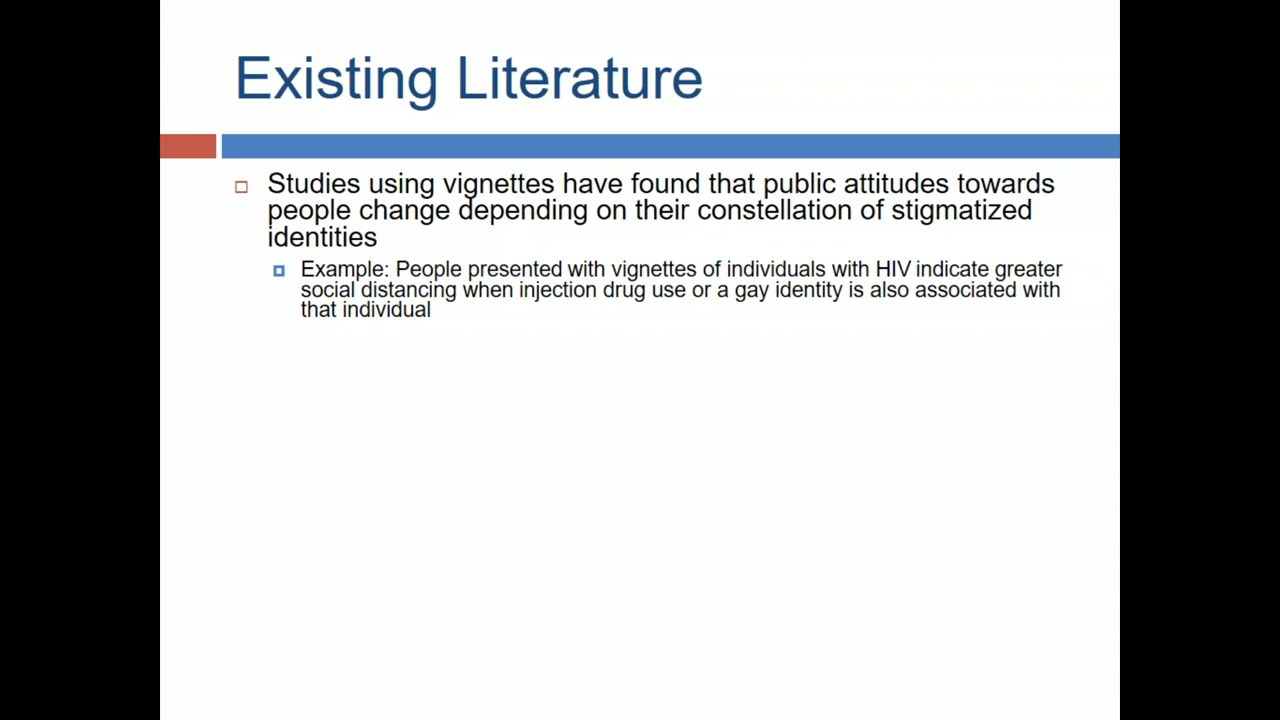 Existing Literature
Studies using vignettes have found that public attitudes towards
people change depending on their constellation of stigmatized
identities
Example: People presented with vignettes of individuals with HIV indicate greater
social distancing when injection drug use or a gay identity is also associated with
that individual